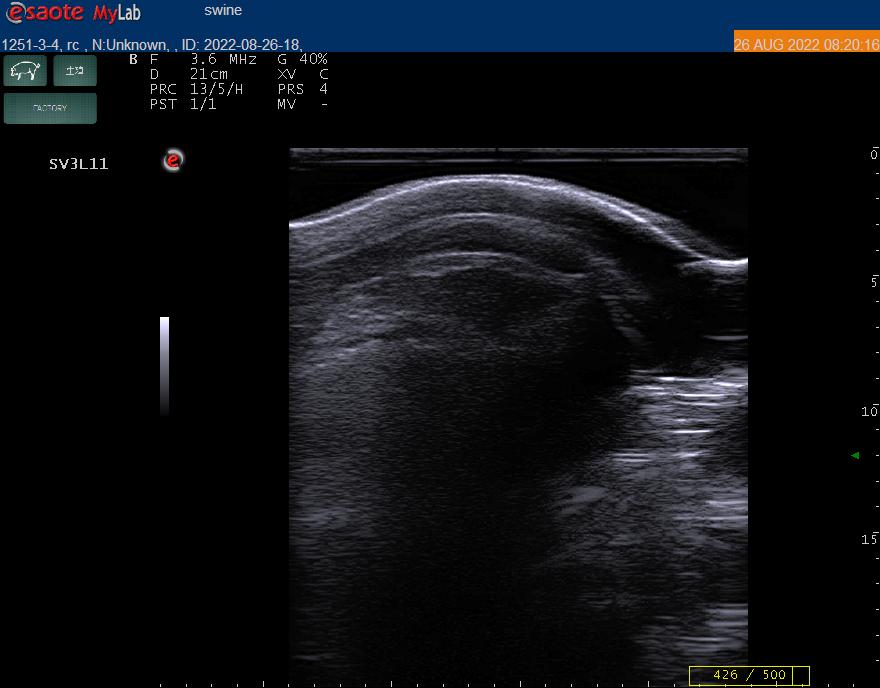 esaote MyLab
swine
1251-3-4, rc , N:Unknown, , ID: 2022-08-26-18,
26 AUG 2022 08:20:16
B F 3.6 MHz G 40%
D 21cm XV C
PRC 13/5/H PRS 4
PST 1/1 MV -
FACTORY
SV3L11
e
0
5
10
15
426 / 500